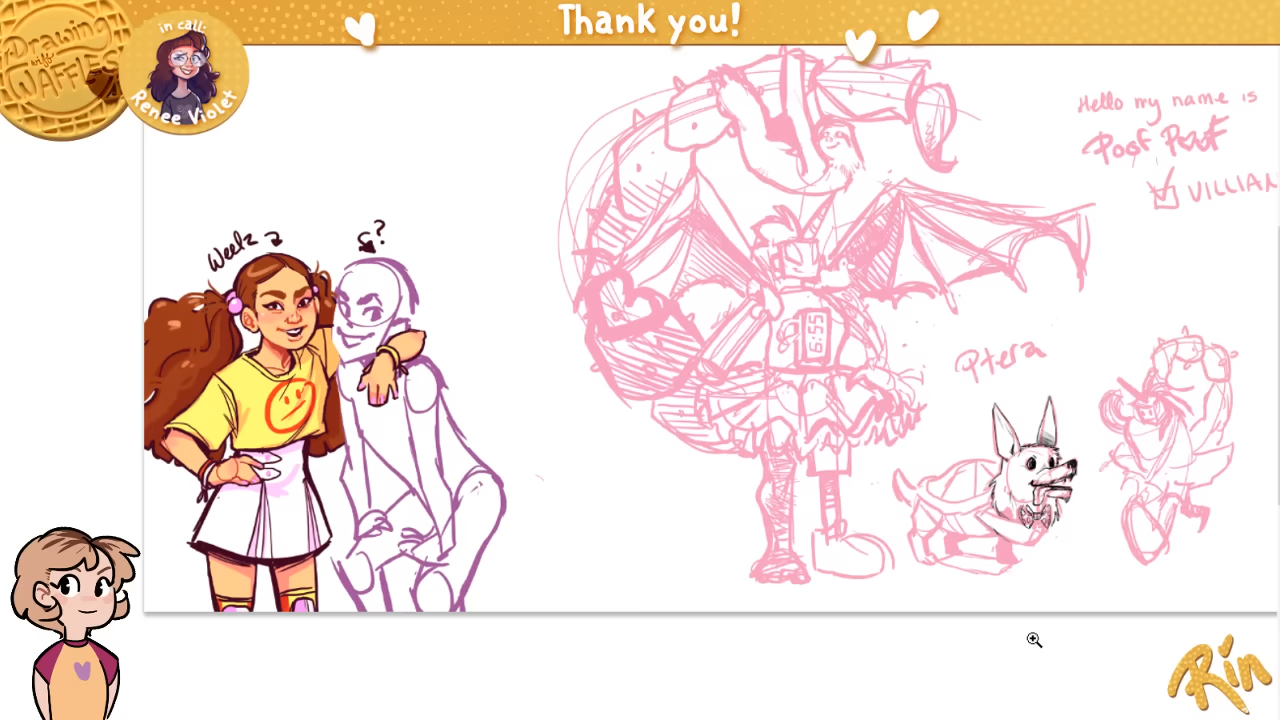 Thank you!
Drawing
with
WAFFLES
in call:
Renee Violet
Hello my name is
Poof Poof
VILLIAN
Weelz
?
6:55
Ptera
Rin